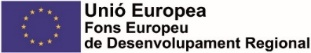 Unió Europea
Fons Europeu
de Desenvolupament Regional